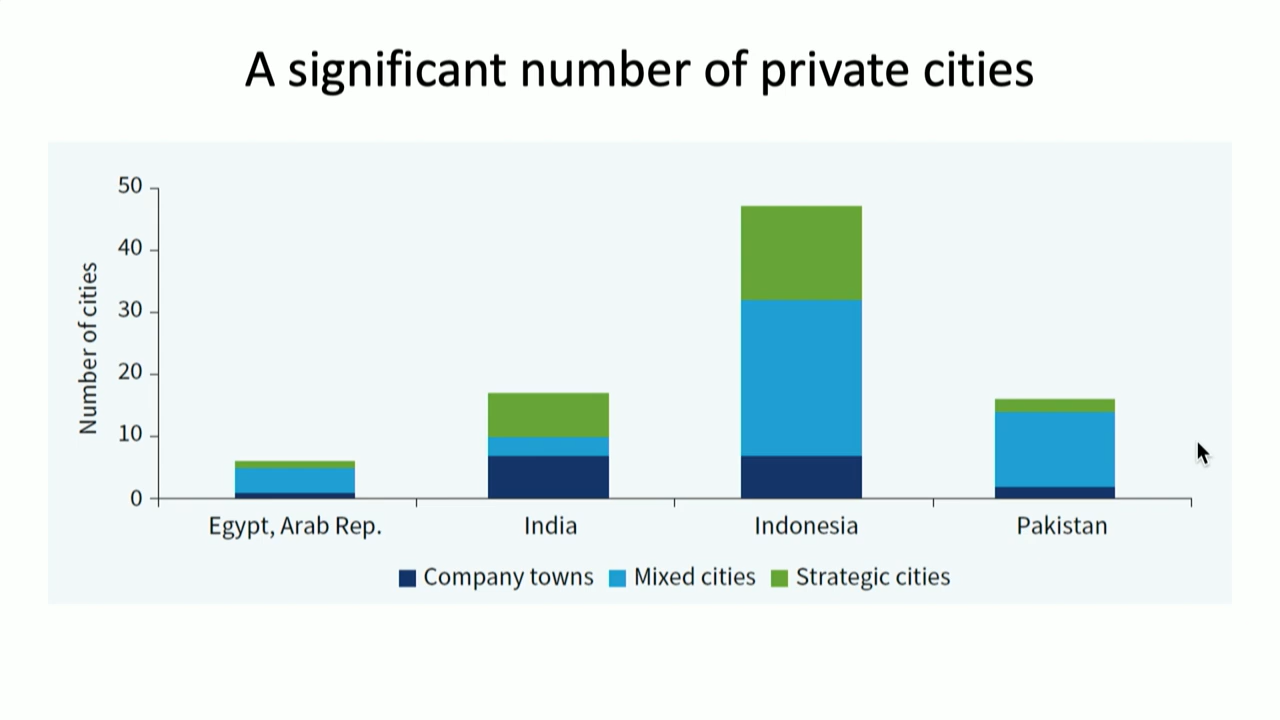 A significant number of private cities
50
40
30
20
10
0
Number of cities
Egypt, Arab Rep. India Indonesia Pakistan
Company towns Mixed cities Strategic cities